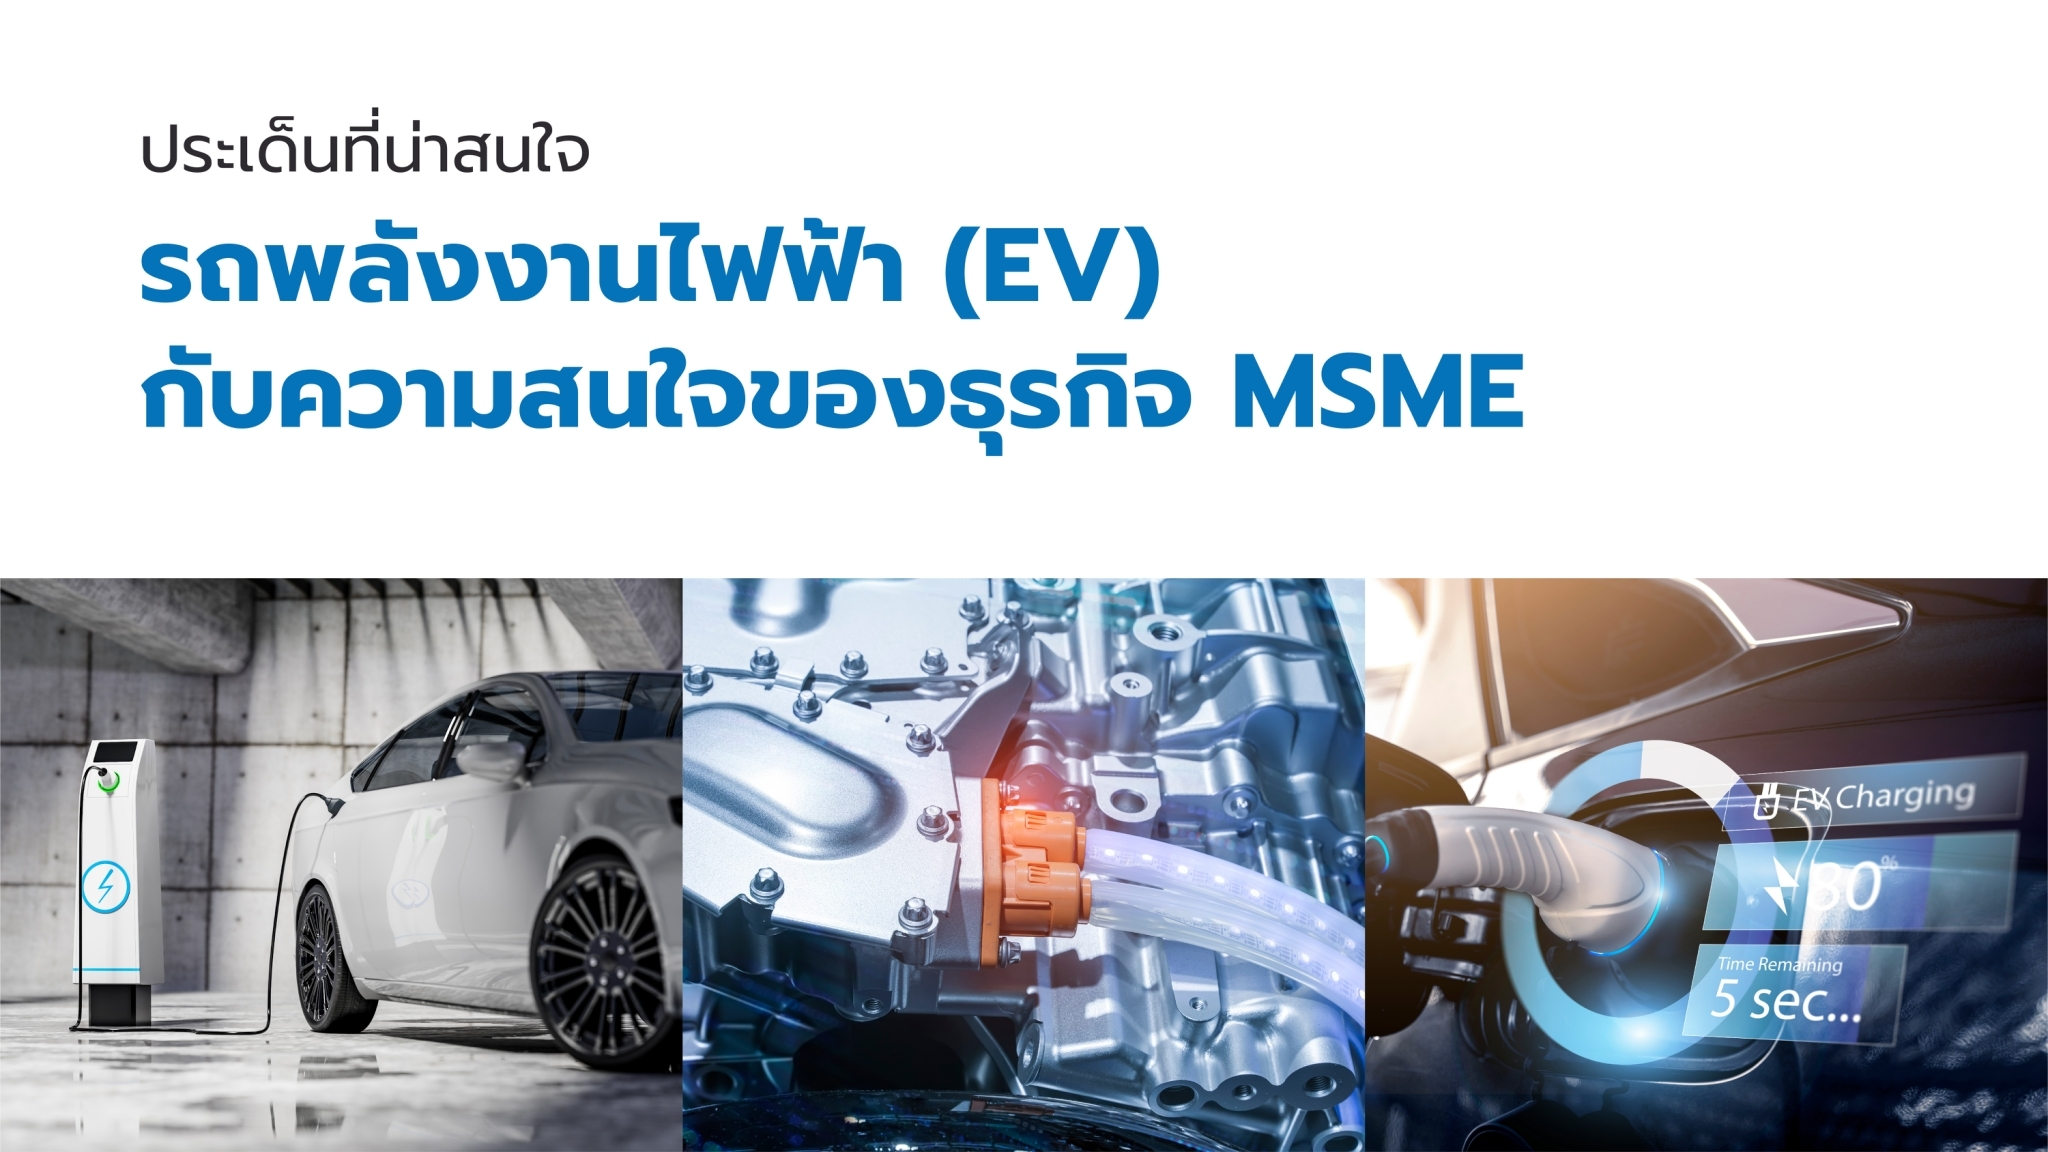 ประเด็นที่น่าสนใจ
รถพลังงานไฟฟ้า (EV)
กับความสนใจของธุรกิจ MSME
EV Charging
80%
Time Remaining
5 sec...